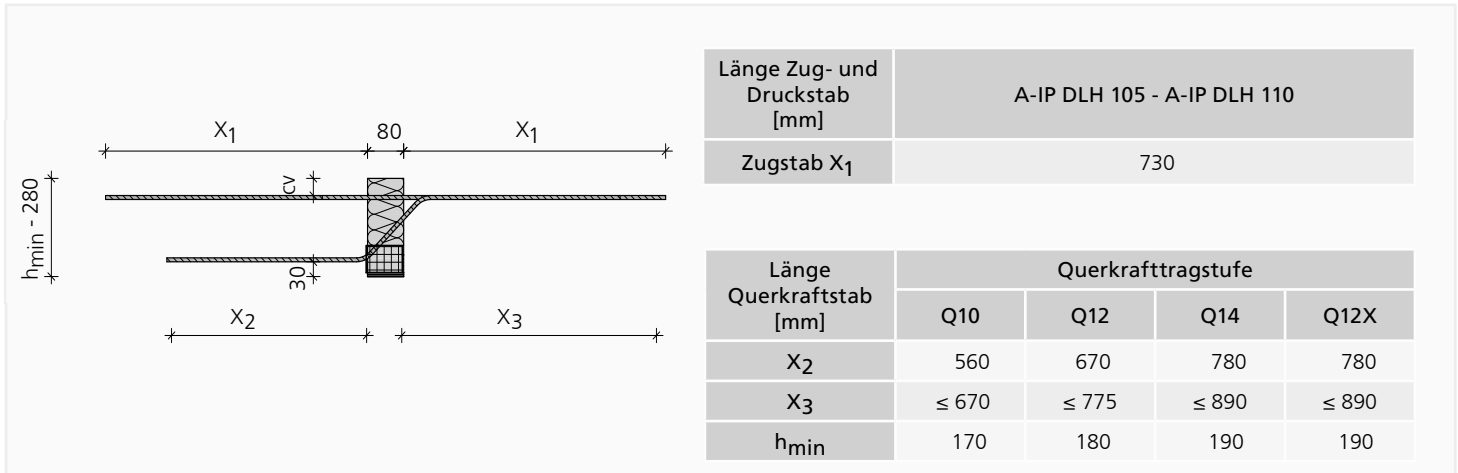 X1 80 X1
cv
hmin - 280
30
X2 X3
Länge Zug- und
Druckstab
[mm]
A-IP DLH 105 - A-IP DLH 110
Zugstab X1 730
Länge
Querkraftstab
[mm]
Querkrafttragstufe
Q10 Q12 Q14 Q12X
X2 560 670 780 780
X3 ≤ 670 ≤ 775 ≤ 890 ≤ 890
hmin 170 180 190 190